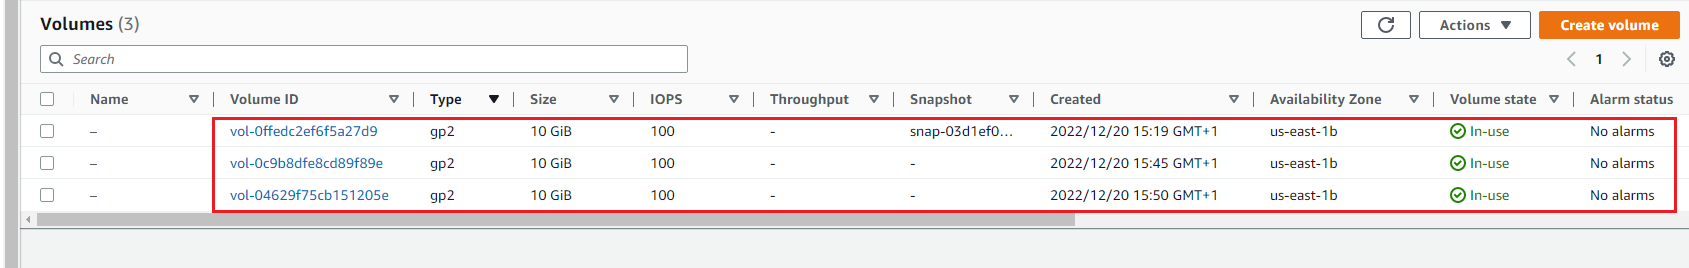 Volumes (3)
Actions
Create volume
Search
1
Name Volume ID Type Size IOPS Throughput Snapshot Created Availability Zone Volume state Alarm status
– vol-0ffedc2ef6f5a27d9 gp2 10 GiB 100 - snap-03d1ef0... 2022/12/20 15:19 GMT+1 us-east-1b In-use No alarms
– vol-0c9b8dfe8cd89f89e gp2 10 GiB 100 - - 2022/12/20 15:45 GMT+1 us-east-1b In-use No alarms
– vol-04629f75cb151205e gp2 10 GiB 100 - - 2022/12/20 15:50 GMT+1 us-east-1b In-use No alarms